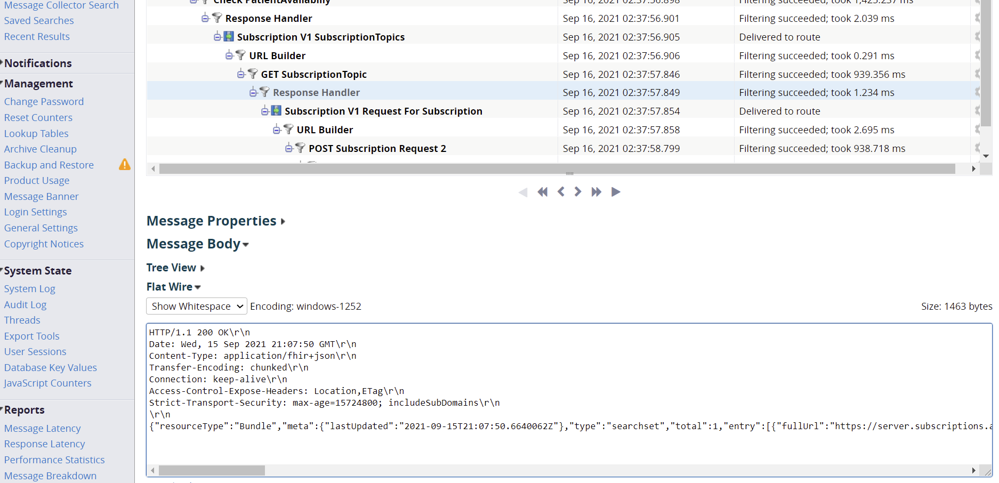 Message Collector Search
Saved Searches
Recent Results
Notifications
Management
Change Password
Reset Counters
Lookup Tables
Archive Cleanup
Backup and Restore
Product Usage
Message Banner
Login Settings
General Settings
Copyright Notices
System State
System Log
Audit Log
Threads
Export Tools
User Sessions
Database Key Values
JavaScript Counters
Reports
Message Latency
Response Latency
Performance Statistics
Message Breakdown
Check PatientAvailability Sep 16, 2021 02:37:56.898 Filtering succeeded; took 1,425.237 ms
Response Handler Sep 16, 2021 02:37:56.901 Filtering succeeded; took 2.039 ms
Subscription V1 SubscriptionTopics Sep 16, 2021 02:37:56.905 Delivered to route
URL Builder Sep 16, 2021 02:37:56.906 Filtering succeeded; took 0.291 ms
GET SubscriptionTopic Sep 16, 2021 02:37:57.846 Filtering succeeded; took 939.356 ms
Response Handler Sep 16, 2021 02:37:57.849 Filtering succeeded; took 1.234 ms
Subscription V1 Request For Subscription Sep 16, 2021 02:37:57.854 Delivered to route
URL Builder Sep 16, 2021 02:37:57.858 Filtering succeeded; took 2.695 ms
POST Subscription Request 2 Sep 16, 2021 02:37:58.799 Filtering succeeded; took 938.718 ms
Message Properties
Message Body
Tree View
Flat Wire
Show Whitespace Encoding: windows-1252 Size: 1463 bytes
HTTP/1.1 200 OK\r\n
Date: Wed, 15 Sep 2021 21:07:50 GMT\r\n
Content-Type: application/fhir+json\r\n
Transfer-Encoding: chunked\r\n
Connection: keep-alive\r\n
Access-Control-Expose-Headers: Location,ETag\r\n
Strict-Transport-Security: max-age=15724800; includeSubDomains\r\n
\r\n
{"resourceType":"Bundle","meta":{"lastUpdated":"2021-09-15T21:07:50.6640062Z"},"type":"searchset","total":1,"entry":[{"fullUrl":"https://server.subscriptions.a